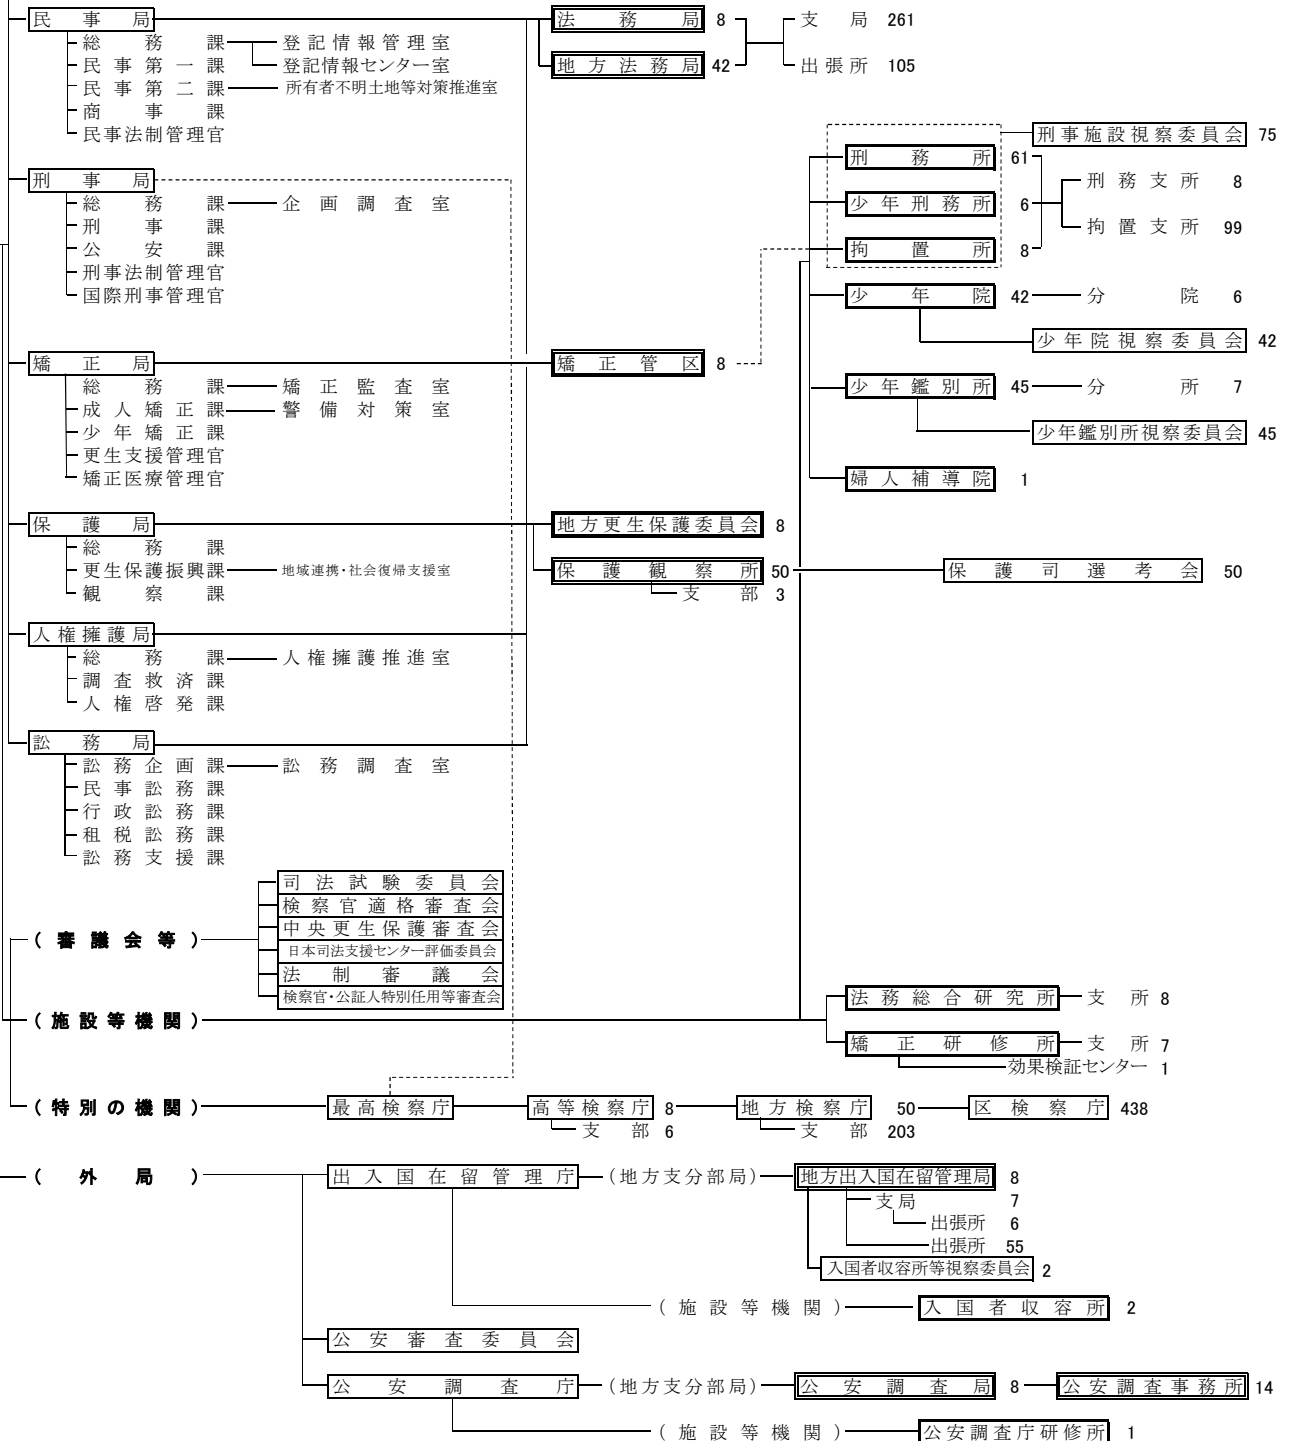 民事局 法務局 8 支局 261
総務課 登記情報管理室
民事第一課 登記情報センター室 地方法務局 42 出張所 105
民事第二課 所有者不明土地等対策推進室
商事課
民事法制管理官
刑事施設視察委員会 75
刑務所 61
刑事局 刑務支所 8
総務課 企画調査室 少年刑務所 6
刑事課 拘置支所 99
公安課 拘置所 8
刑事法制管理官
国際刑事管理官 少年院 42 分院 6
少年院視察委員会 42
矯正局 矯正管区 8
総務課 矯正監査室 少年鑑別所 45 分所 7
成人矯正課 警備対策室
少年矯正課 少年鑑別所視察委員会 45
更生支援管理官
矯正医療管理官 婦人補導院 1
保護局 地方更生保護委員会 8
総務課
更生保護振興課 地域連携・社会復帰支援室 保護観察所 50 保護司選考会 50
観察課 支部 3
人権擁護局
総務課 人権擁護推進室
調査救済課
人権啓発課
訟務局
訟務企画課 訟務調査室
民事訟務課
行政訟務課
租税訟務課
訟務支援課
司法試験委員会
検察官適格審査会
中央更生保護審査会
(審議会等)
日本司法支援センター評価委員会
法制審議会
検察官・公証人特別任用等審査会 法務総合研究所 支所 8
(施設等機関)
矯正研修所 支所 7
効果検証センター 1
(特別の機関) 最高検察庁 高等検察庁 8 地方検察庁 50 区検察庁 438
支部 6 支部 203
(外局) 出入国在留管理庁 (地方支分部局) 地方出入国在留管理局 8
支局 7
出張所 6
出張所 55
入国者収容所等視察委員会 2
(施設等機関) 入国者収容所 2
公安審査委員会
公安調査庁 (地方支分部局) 公安調査局 8 公安調査事務所 14
(施設等機関) 公安調査庁研修所 1